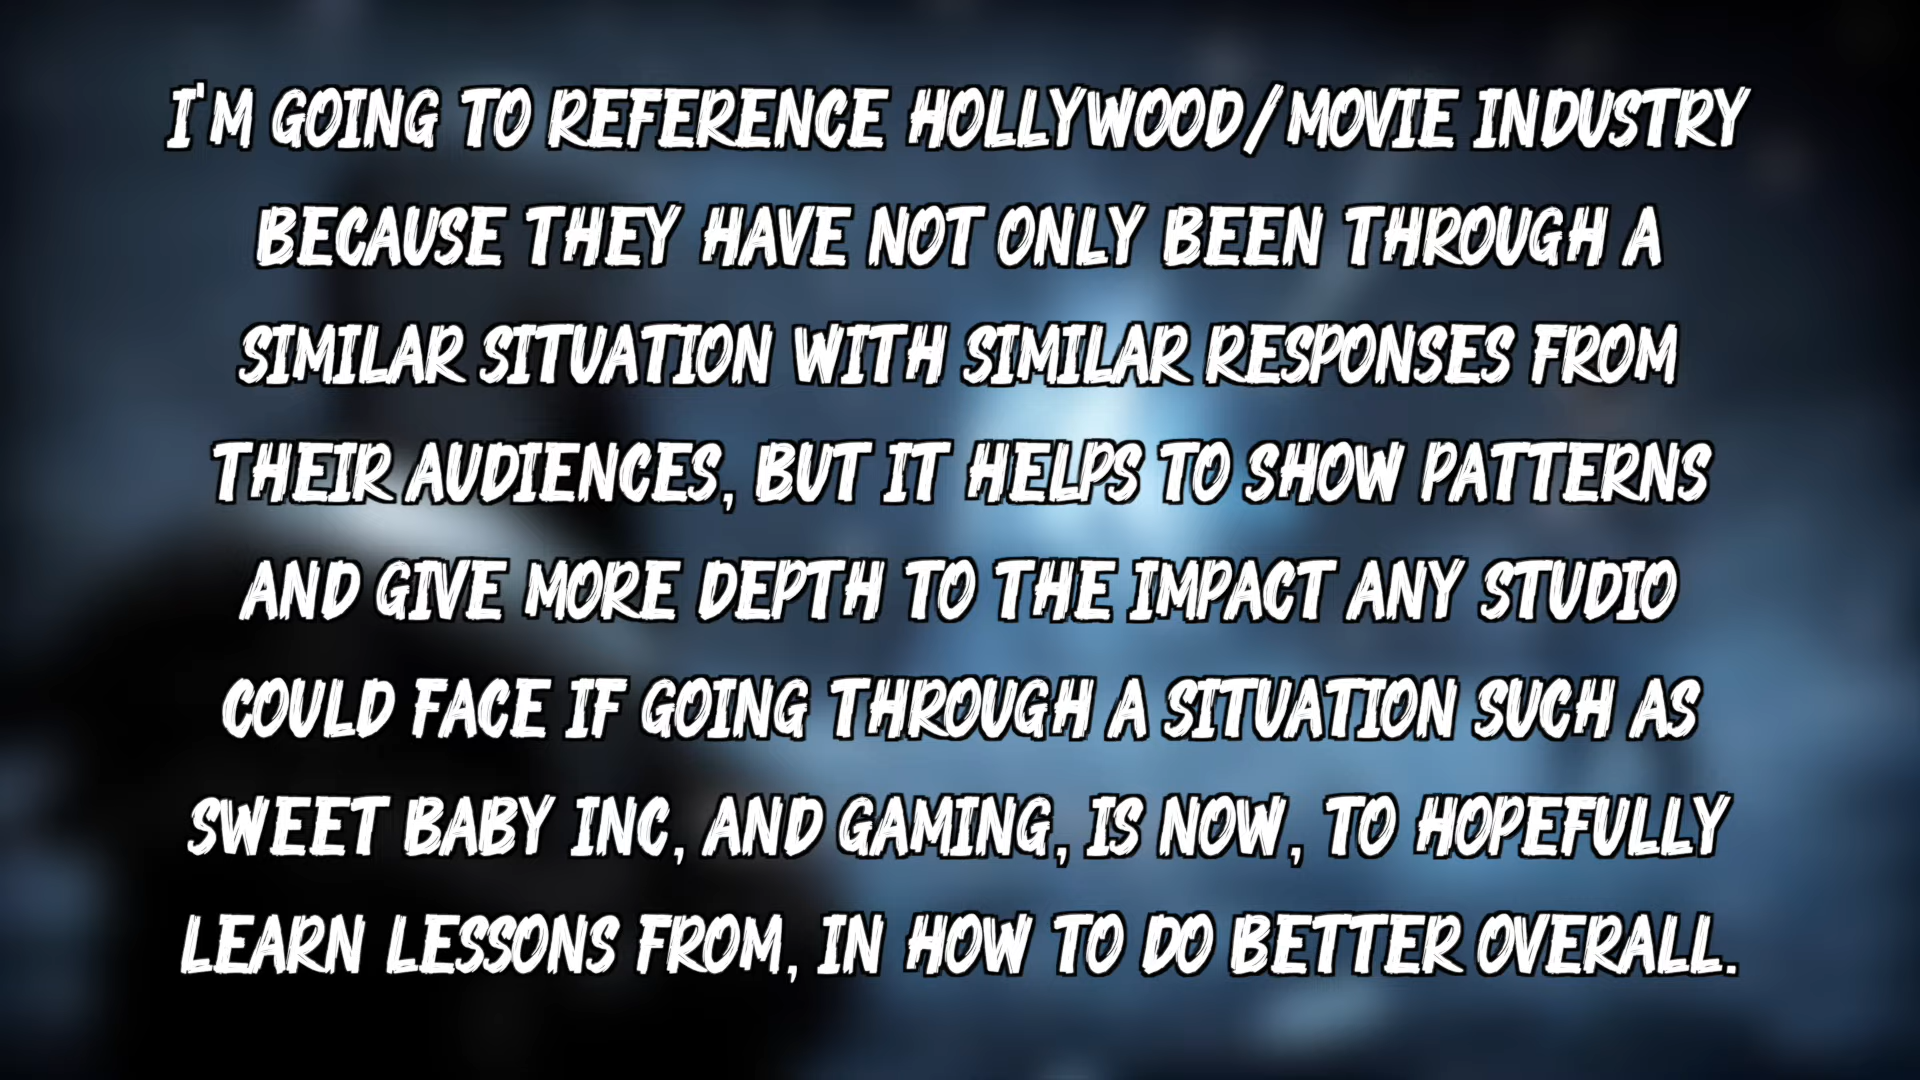 I'M GOING TO REFERENCE HOLLYWOOD/MOVIE INDUSTRY
BECAUSE THEY HAVE NOT ONLY BEEN THROUGH A
SIMILAR SITUATION WITH SIMILAR RESPONSES FROM
THEIR AUDIENCES, BUT IT HELPS TO SHOW PATTERNS
AND GIVE MORE DEPTH TO THE IMPACT ANY STUDIO
COULD FACE IF GOING THROUGH A SITUATION SUCH AS
SWEET BABY INC, AND GAMING, IS NOW, TO HOPEFULLY
LEARN LESSONS FROM, IN HOW TO DO BETTER OVERALL.